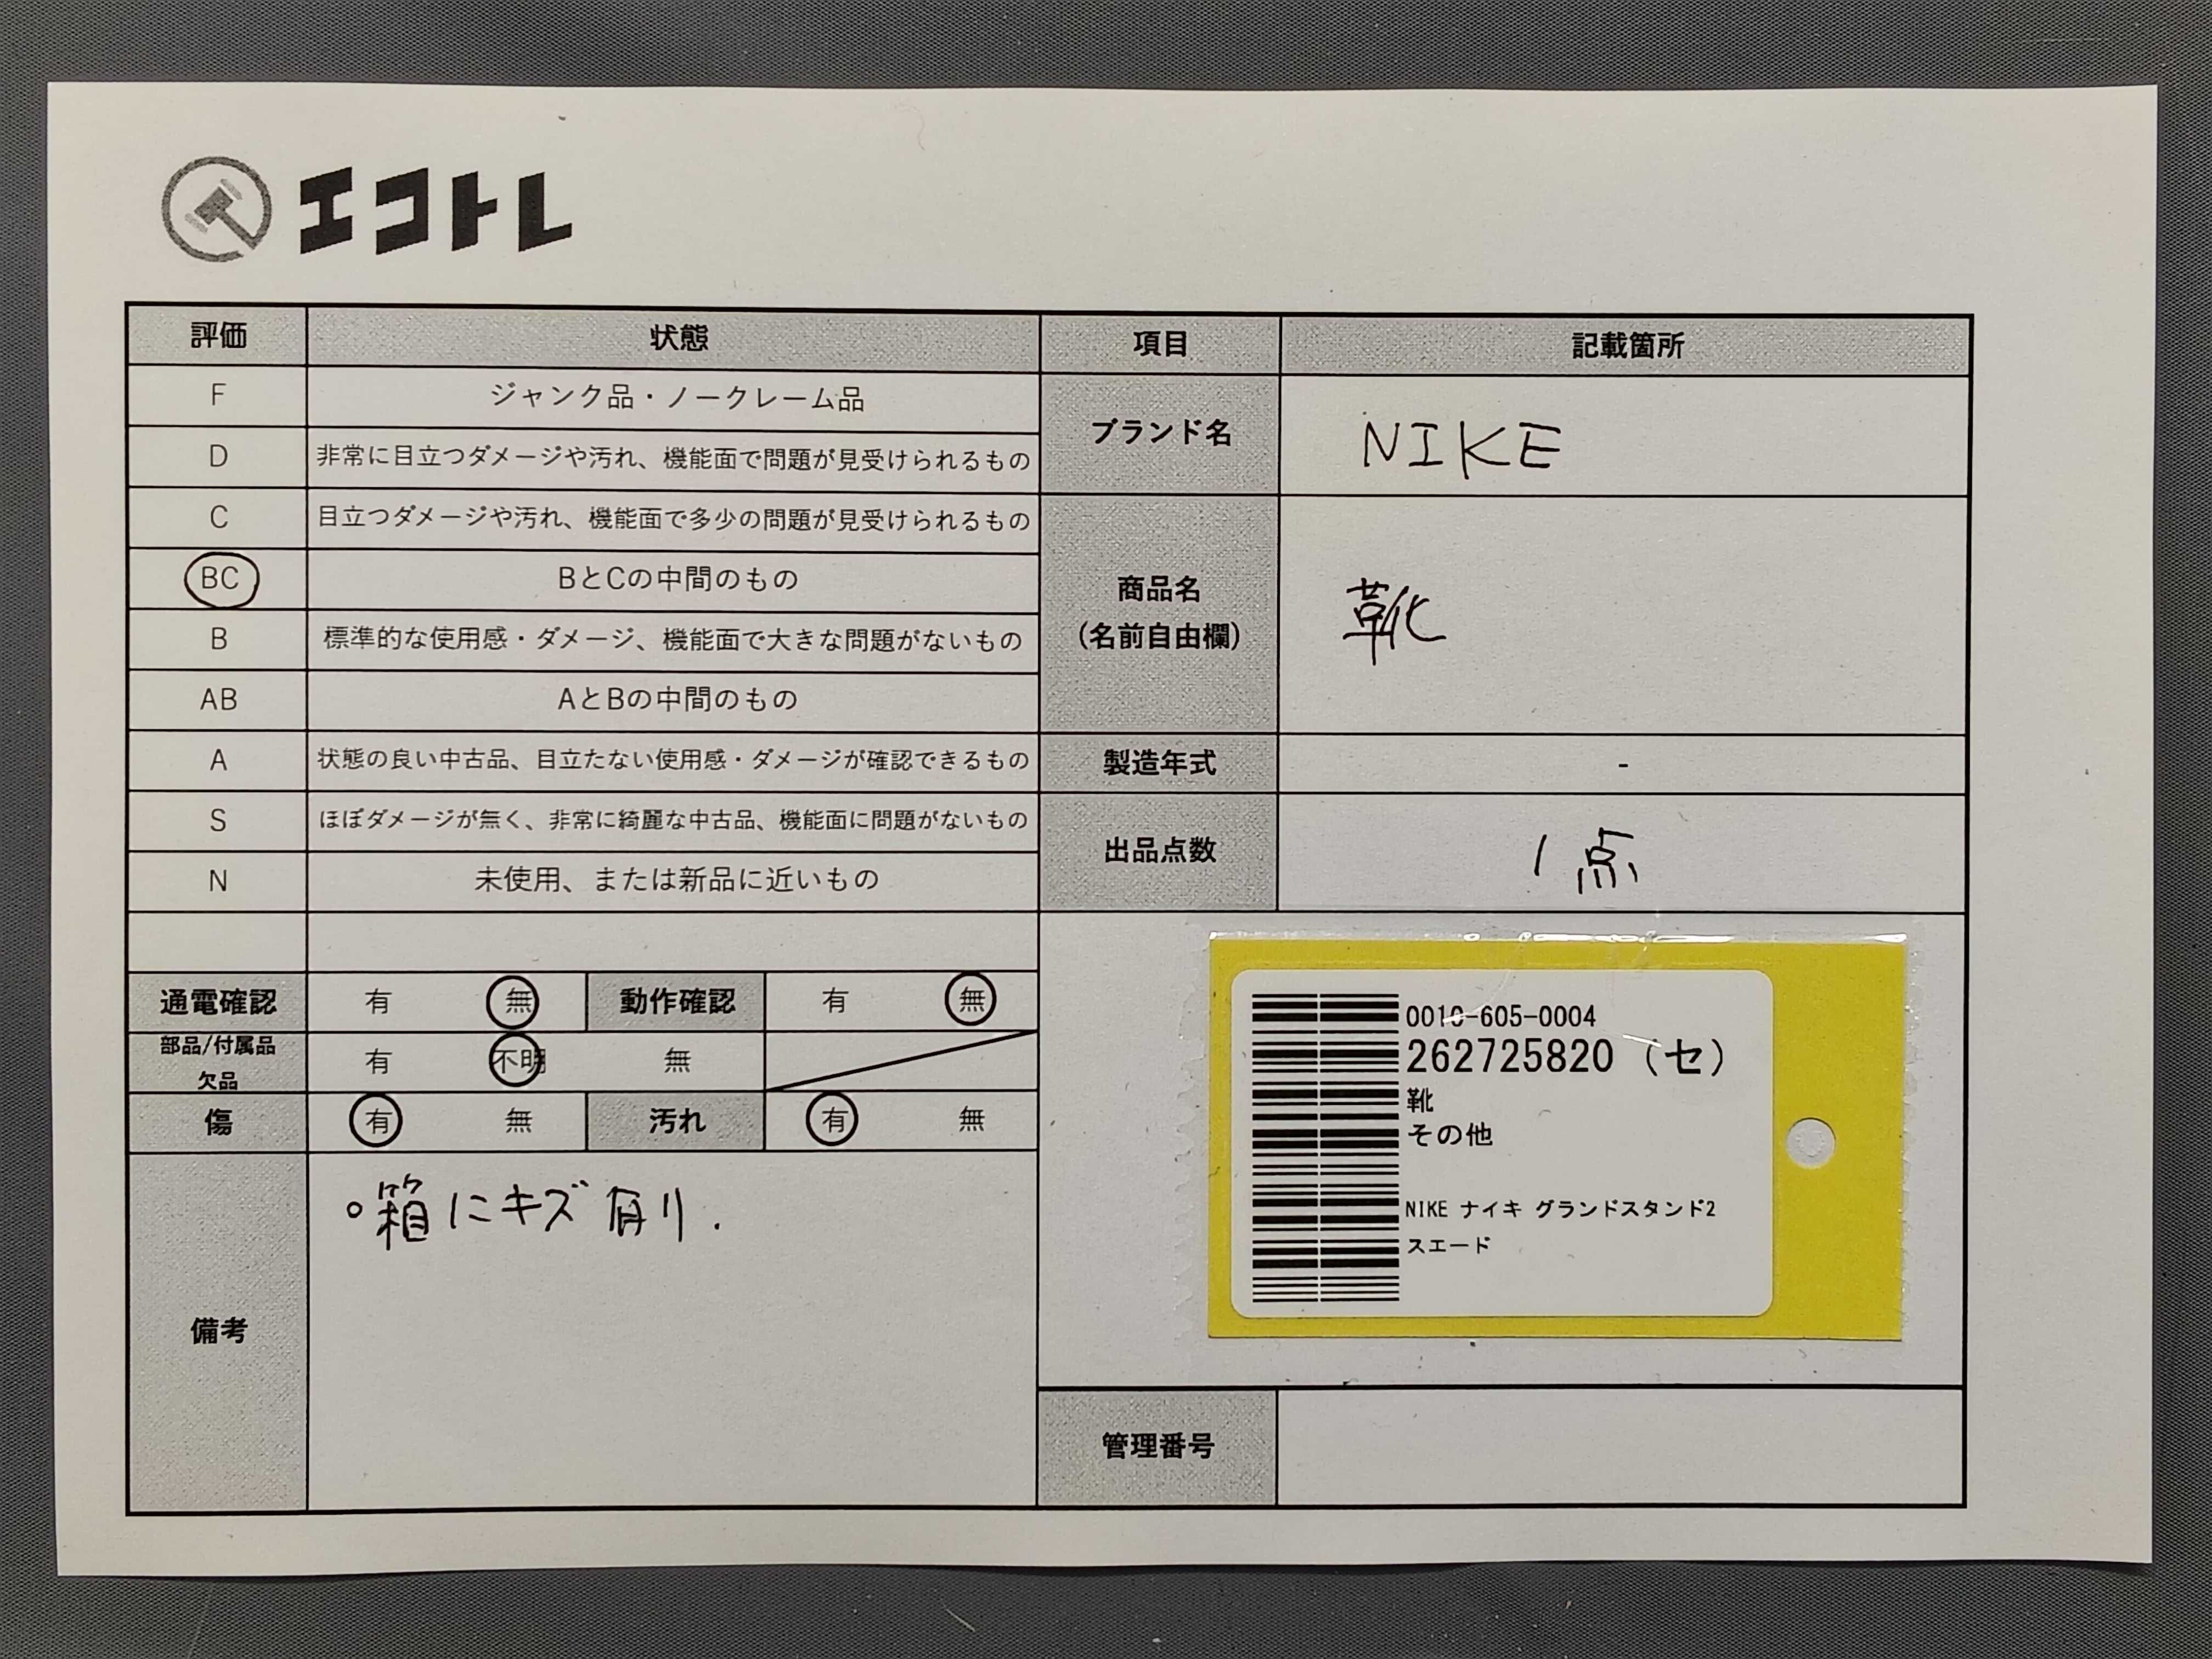 エコトレ
評価 状態 項目 記載箇所
F ジャンク品・ノークレーム品
D 非常に目立つダメージや汚れ、機能面で問題が見受けられるもの
ブランド名 NIKE
C 目立つダメージや汚れ、機能面で多少の問題が見受けられるもの
BC BとCの中間のもの
B 標準的な使用感・ダメージ、機能面で大きな問題がないもの
商品名
(名前自由欄)
靴
AB AとBの中間のもの
A 状態の良い中古品、目立たない使用感・ダメージが確認できるもの
製造年式 -
S ほぼダメージが無く、非常に綺麗な中古品、機能面に問題がないもの
N 未使用、または新品に近いもの
出品点数 1点
通電確認 有 無 動作確認 有 無
部品/付属品
欠品
有 不明 無
傷 有 無 汚れ 有 無
備考
。箱にキズ有り.
0010-605-0004
262725820 (セ)
靴
その他
NIKE ナイキ グランドスタンド2
スエード
管理番号